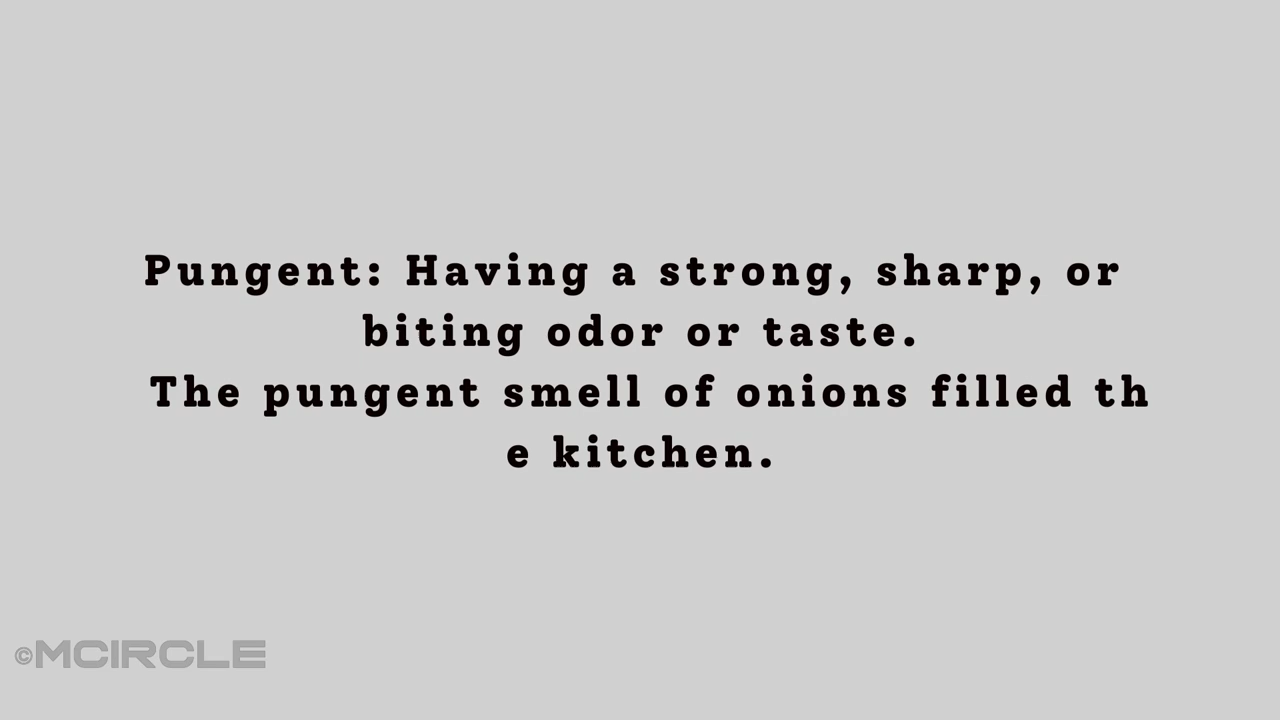 Pungent: Having a strong, sharp, or
biting odor or taste.
The pungent smell of onions filled th
e kitchen.
©MCIRCLE